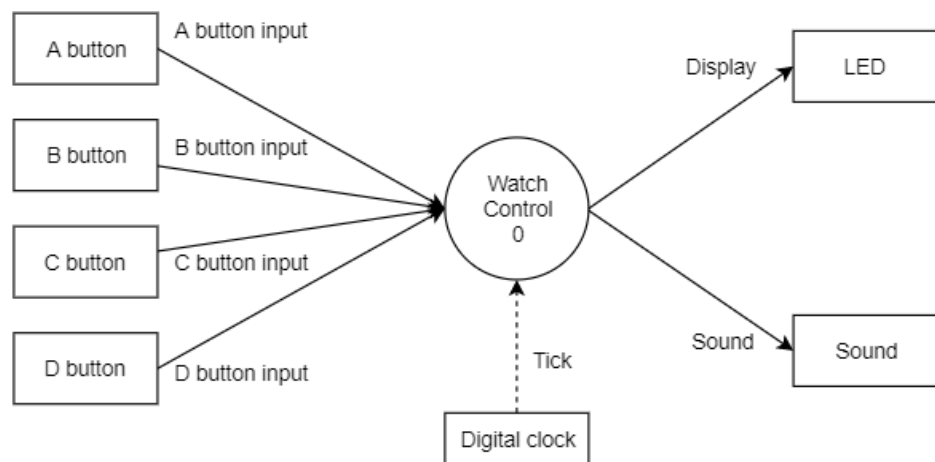 A button
A button input
B button
B button input
C button
C button input
D button
D button input
Watch
Control
0
Tick
Digital clock
Display
LED
Sound
Sound